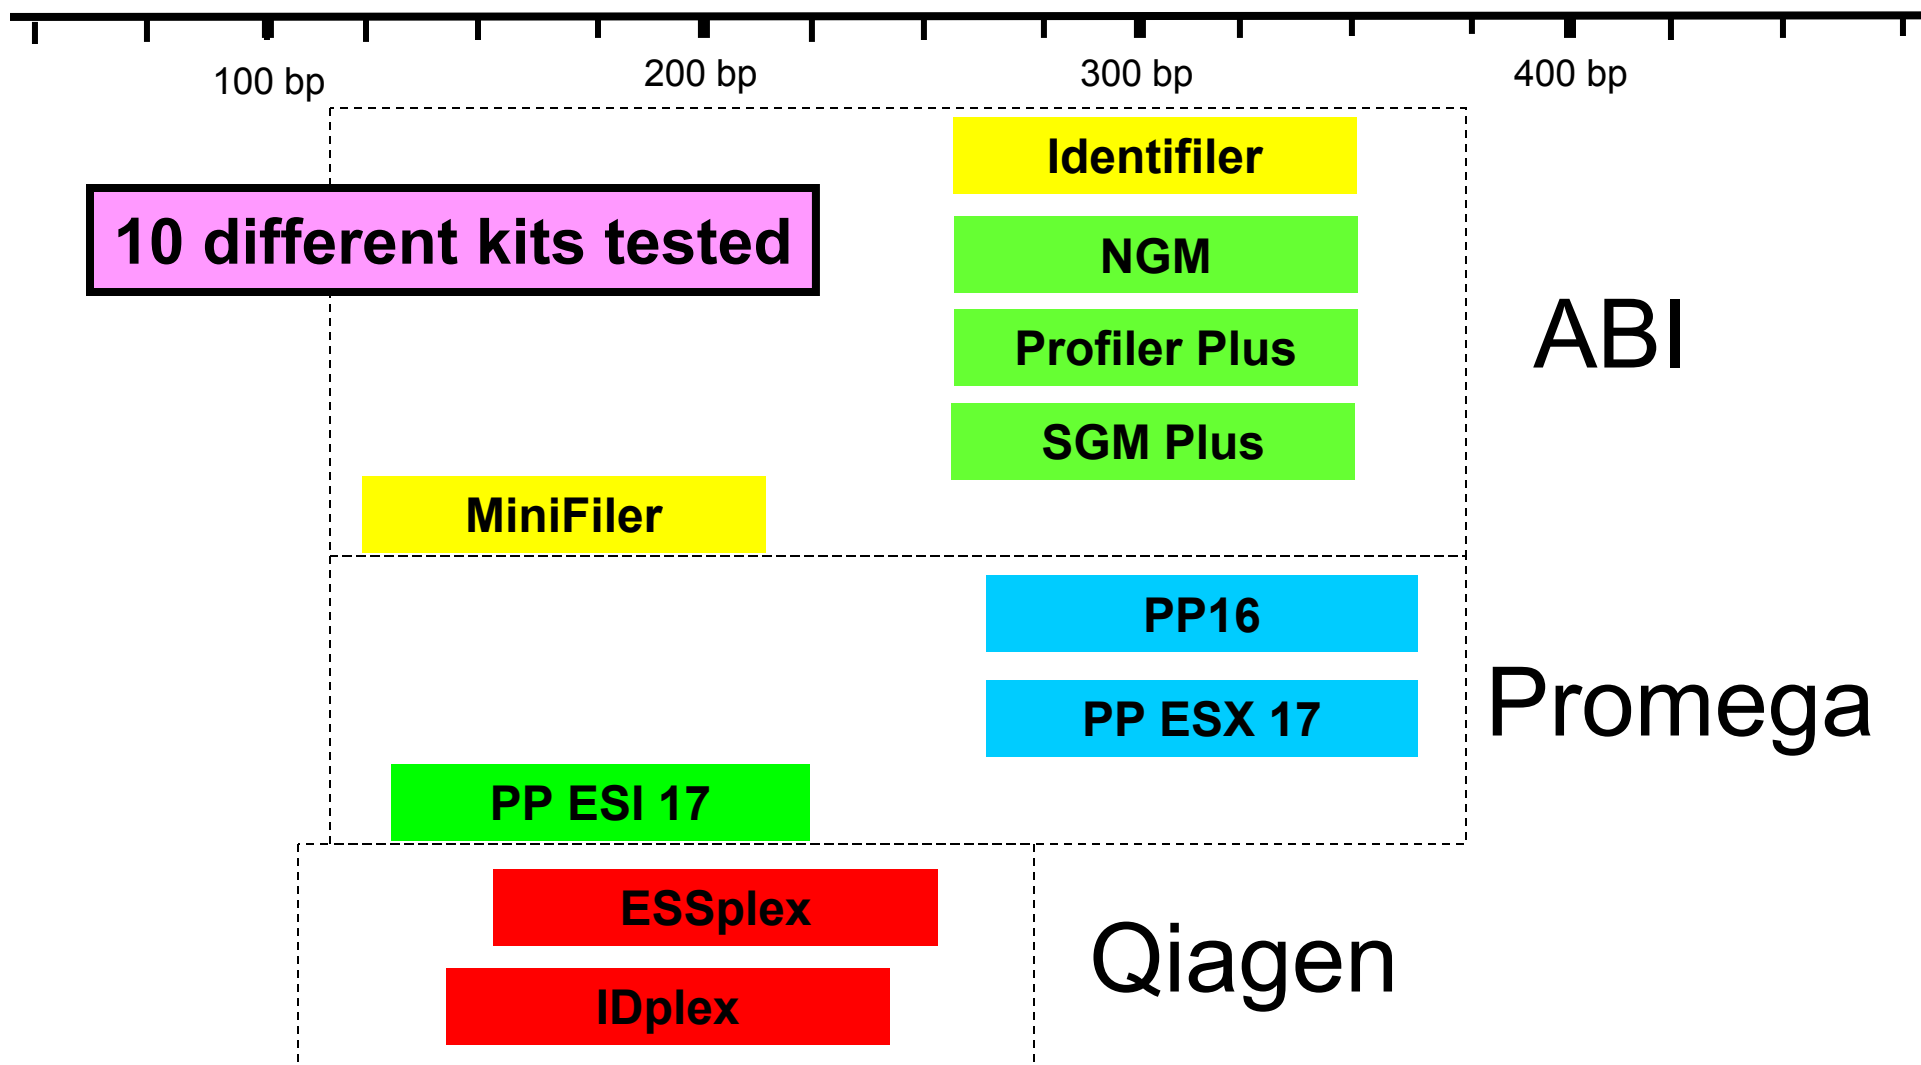 100 bp
200 bp
300 bp
400 bp
Identifiler
10 different kits tested
NGM
Profiler Plus
ABI
SGM Plus
MiniFiler
PP16
PP ESX 17
Promega
PP ESI 17
ESSplex
Qiagen
IDplex